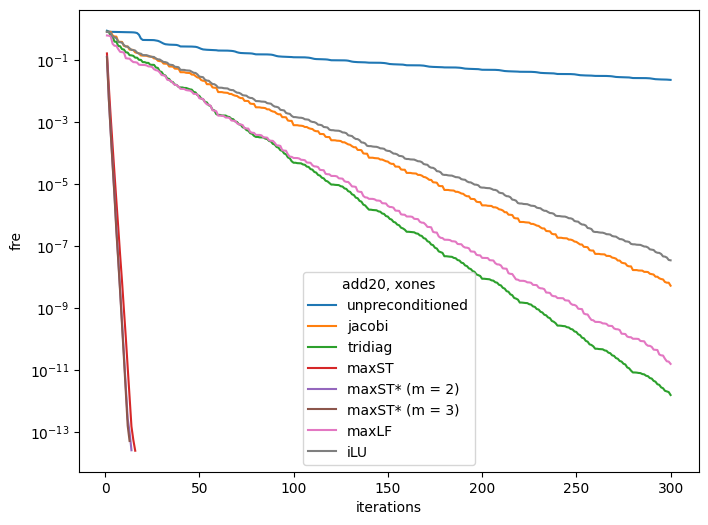 fre
10⁻¹
10⁻³
10⁻⁵
10⁻⁷
10⁻⁹
10⁻¹¹
10⁻¹³
add20, xones
unpreconditioned
jacobi
tridiag
maxST
maxST* (m = 2)
maxST* (m = 3)
maxLF
iLU
0 50 100 150 200 250 300
iterations